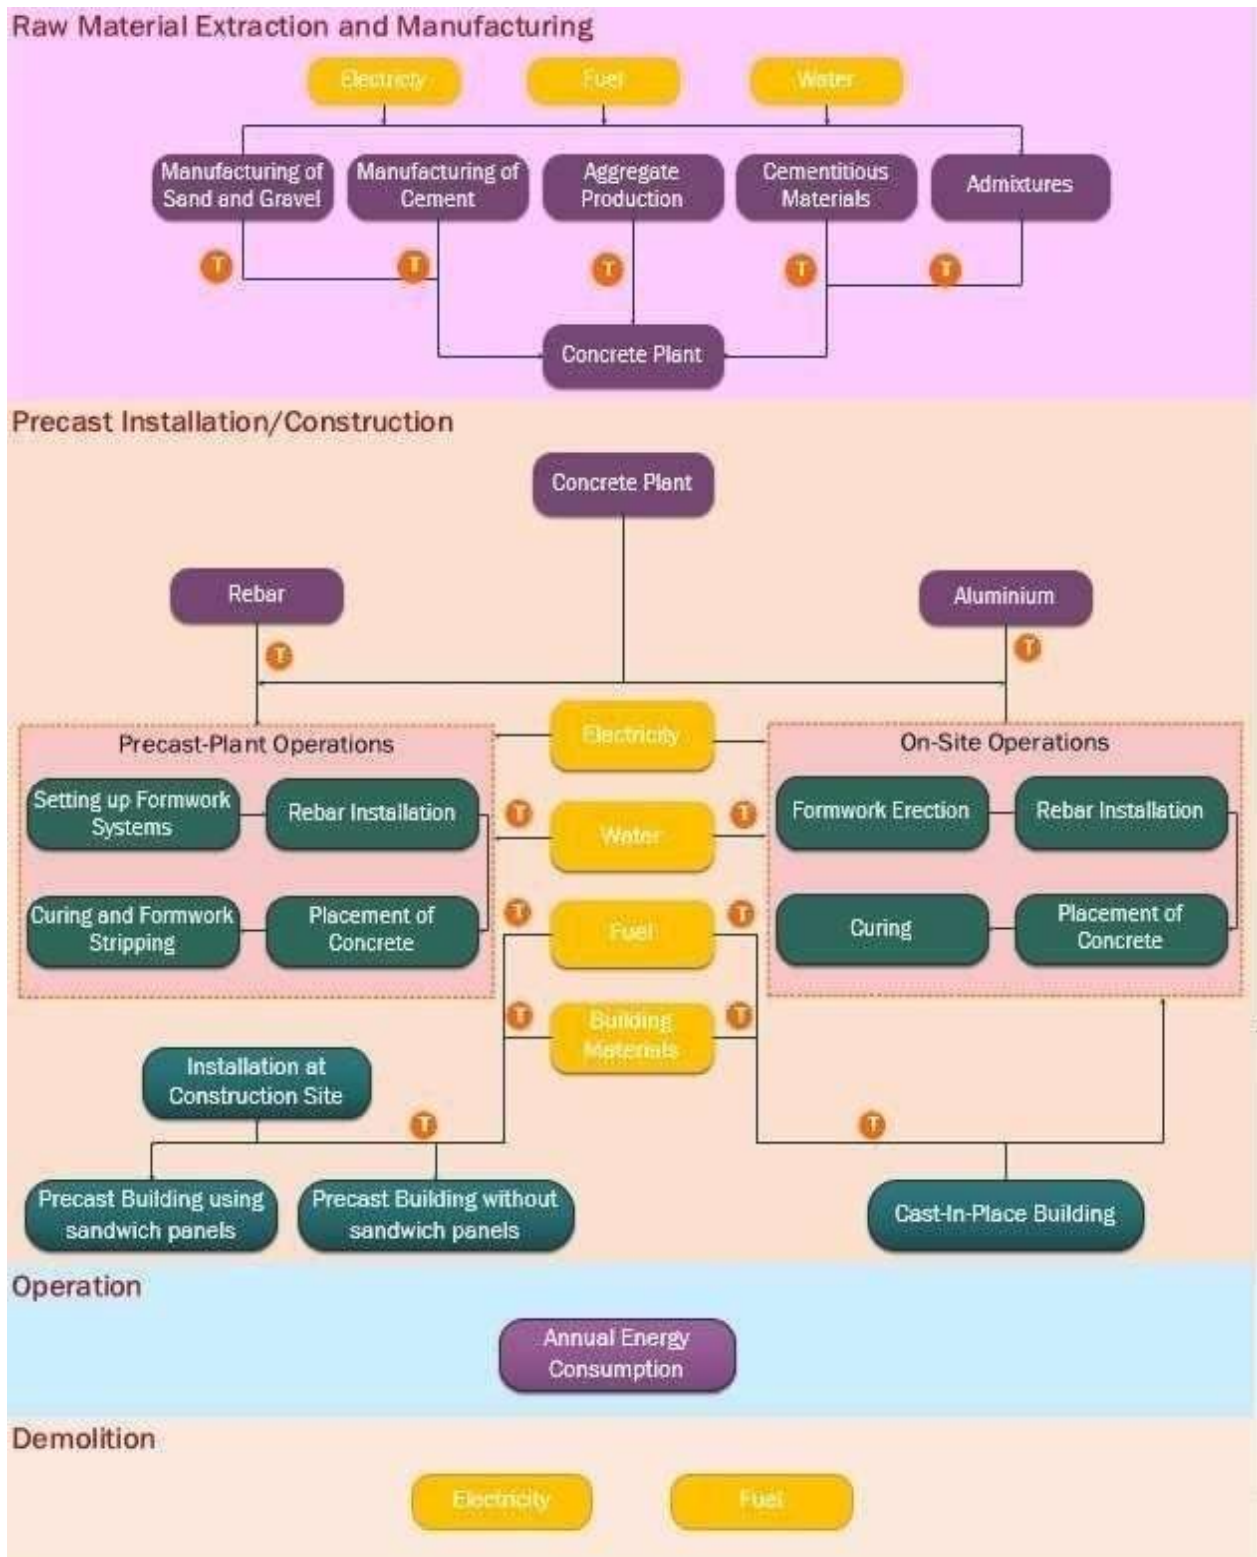 Raw Material Extraction and Manufacturing
Electricty
Fuel
Water
Manufacturing of
Sand and Gravel
Manufacturing of
Cement
Aggregate
Production
Cementitious
Materials
Admixtures
T
T
T
T
T
Concrete Plant
Precast Installation/Construction
Concrete Plant
Rebar
Aluminium
T
T
Precast-Plant Operations
Setting up Formwork
Systems
Rebar Installation
Curing and Formwork
Stripping
Placement of
Concrete
Electricity
T
Water
T
T
Fuel
T
T
Building
Materials
T
On-Site Operations
Formwork Erection
Rebar Installation
Curing
Placement of
Concrete
Installation at
Construction Site
T
T
Precast Building using
sandwich panels
Precast Building without
sandwich panels
Cast-In-Place Building
Operation
Annual Energy
Consumption
Demolition
Electricity
Fuel